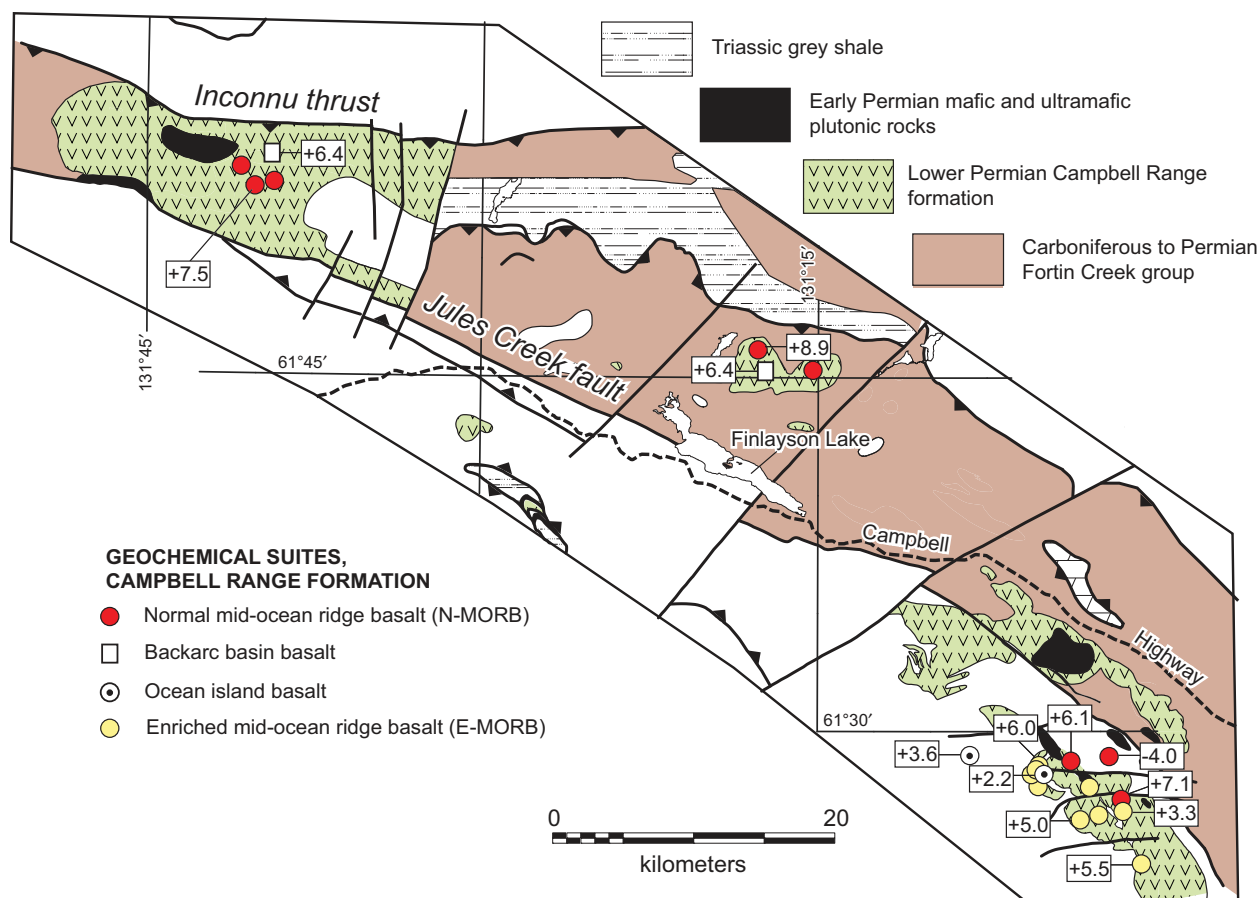 Triassic grey shale
Early Permian mafic and ultramafic
plutonic rocks
Lower Permian Campbell Range
formation
Carboniferous to Permian
Fortin Creek group
Inconnu thrust
+6.4
+7.5
131°45′
61°45′
Jules Creek fault
131°15′
+8.9
+6.4
Finlayson Lake
Campbell
Highway
GEOCHEMICAL SUITES,
CAMPBELL RANGE FORMATION
Normal mid-ocean ridge basalt (N-MORB)
Backarc basin basalt
Ocean island basalt
Enriched mid-ocean ridge basalt (E-MORB)
61°30′
+6.0
+6.1
+3.6
-4.0
+2.2
+7.1
+3.3
+5.0
+5.5
0
20
kilometers